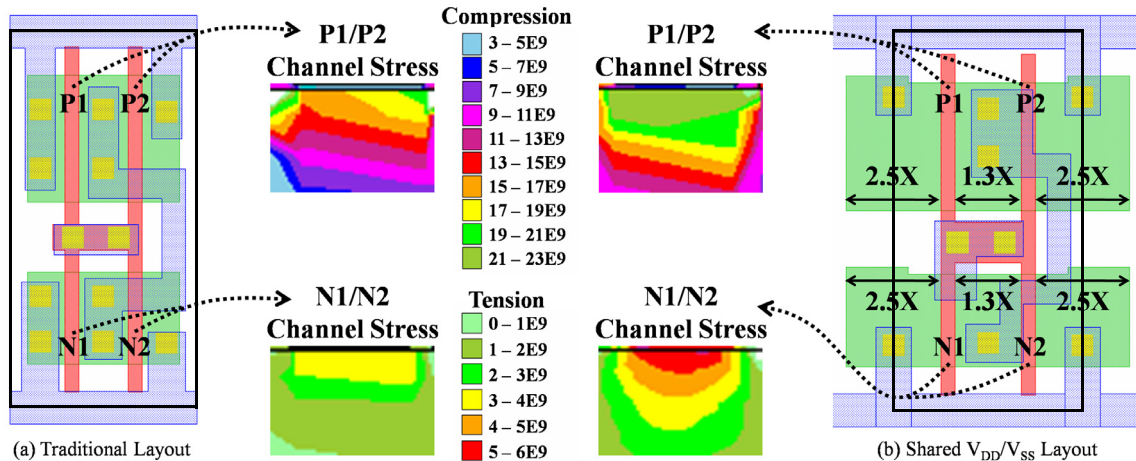 P1
P2
N1
N2
(a) Traditional Layout
P1/P2
Channel Stress
N1/N2
Channel Stress
Compression
3 – 5E9
5 – 7E9
7 – 9E9
9 – 11E9
11 – 13E9
13 – 15E9
15 – 17E9
17 – 19E9
19 – 21E9
21 – 23E9
Tension
0 – 1E9
1 – 2E9
2 – 3E9
3 – 4E9
4 – 5E9
5 – 6E9
P1/P2
Channel Stress
N1/N2
Channel Stress
P1
P2
2.5X 1.3X 2.5X
2.5X 1.3X 2.5X
N1
N2
(b) Shared VDD/VSS Layout